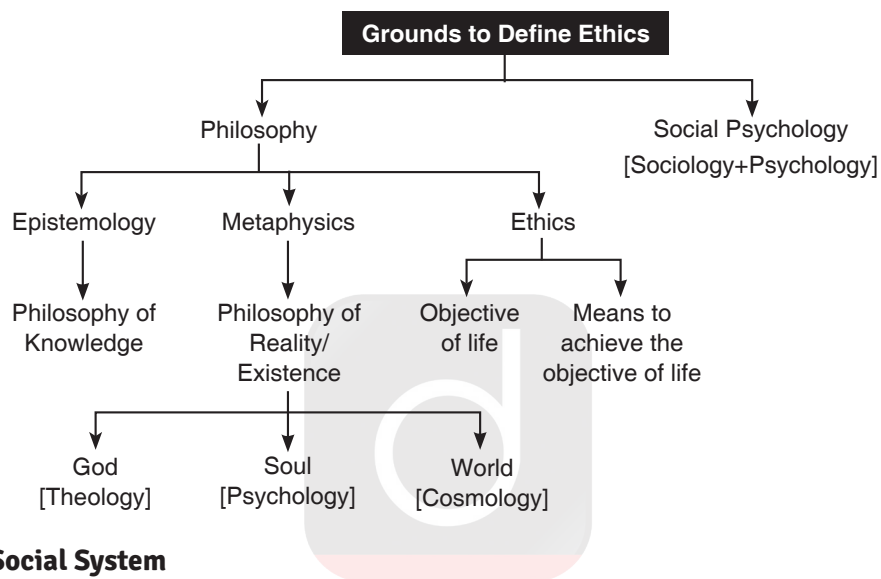 Grounds to Define Ethics
Philosophy
Social Psychology
[Sociology+Psychology]
Epistemology
Metaphysics
Ethics
Philosophy of
Knowledge
Philosophy of
Reality/
Existence
Objective
of life
Means to
achieve the
objective of life
God
[Theology]
Soul
[Psychology]
World
[Cosmology]
Social System